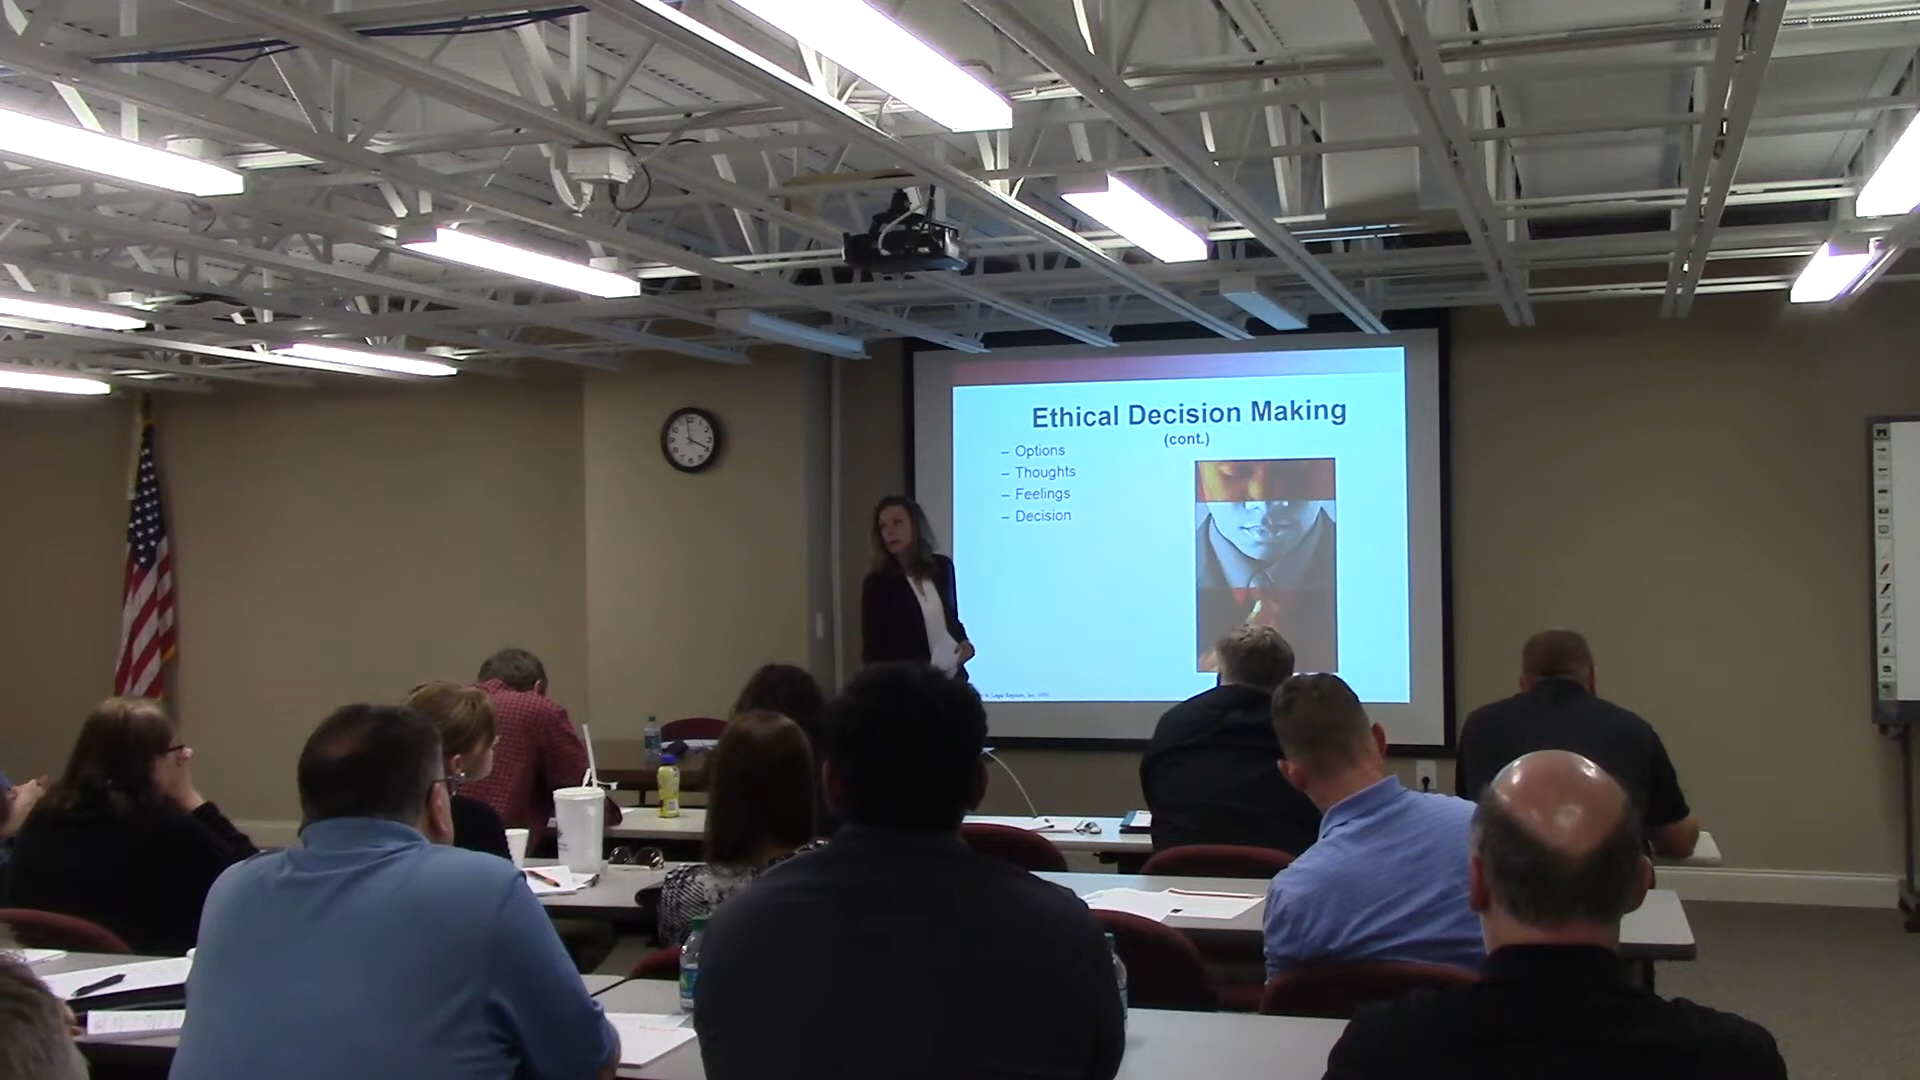 Ethical Decision Making
(cont.)
– Options
– Thoughts
– Feelings
– Decision